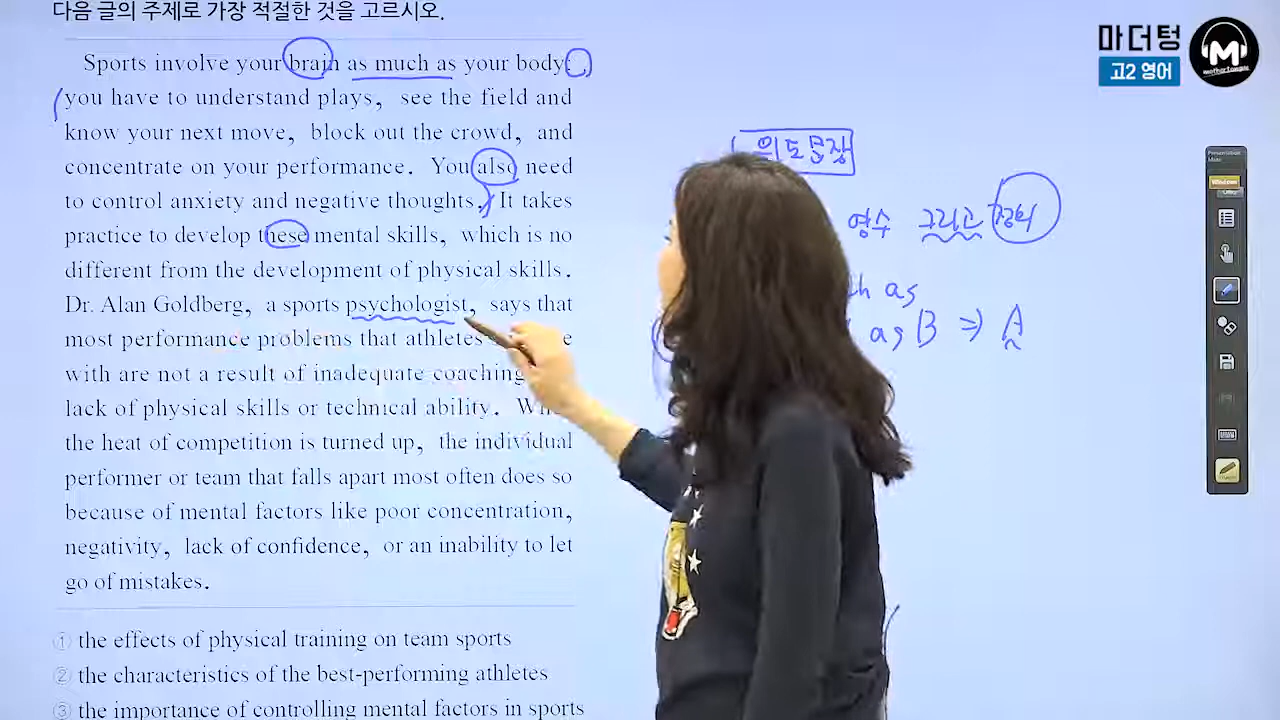 다음 글의 주제로 가장 적절한 것을 고르시오.
Sports involve your brain as much as your body:
you have to understand plays, see the field and
know your next move, block out the crowd, and
concentrate on your performance. You also need
to control anxiety and negative thoughts. It takes
practice to develop these mental skills, which is no
different from the development of physical skills.
Dr. Alan Goldberg, a sports psychologist, says that
most performance problems that athletes
with are not a result of inadequate coaching,
lack of physical skills or technical ability.
the heat of competition is turned up, the individual
performer or team that falls apart most often does so
because of mental factors like poor concentration,
negativity, lack of confidence, or an inability to let
go of mistakes.
① the effects of physical training on team sports
② the characteristics of the best-performing athletes
③ the importance of controlling mental factors in sports
의도문장
영수 그리고
as
as B ⇒ A
마더텅
고2 영어
M
mothertongue